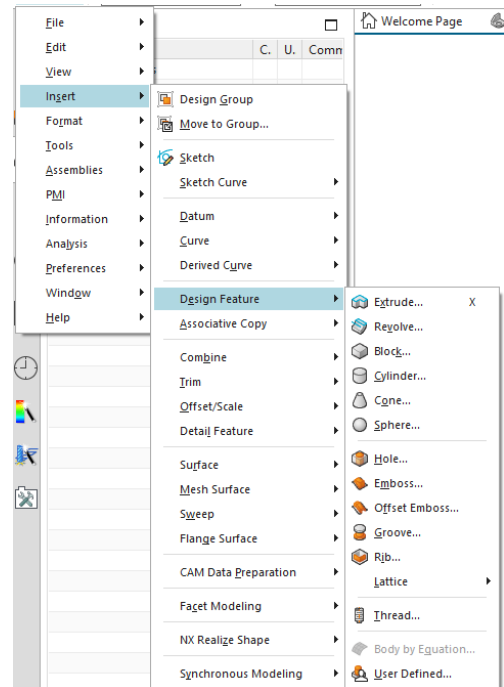 Welcome Page
C. U. Comm
File
Edit
View
Insert
Format
Tools
Assemblies
PMI
Information
Analysis
Preferences
Window
Help
Design Group
Move to Group...
Sketch
Sketch Curve
Datum
Curve
Derived Curve
Design Feature
Associative Copy
Combine
Trim
Offset/Scale
Detail Feature
Surface
Mesh Surface
Sweep
Flange Surface
CAM Data Preparation
Facet Modeling
NX Realize Shape
Synchronous Modeling
Extrude... X
Revolve...
Block...
Cylinder...
Cone...
Sphere...
Hole...
Emboss...
Offset Emboss...
Groove...
Rib...
Lattice
Thread...
Body by Equation...
User Defined...